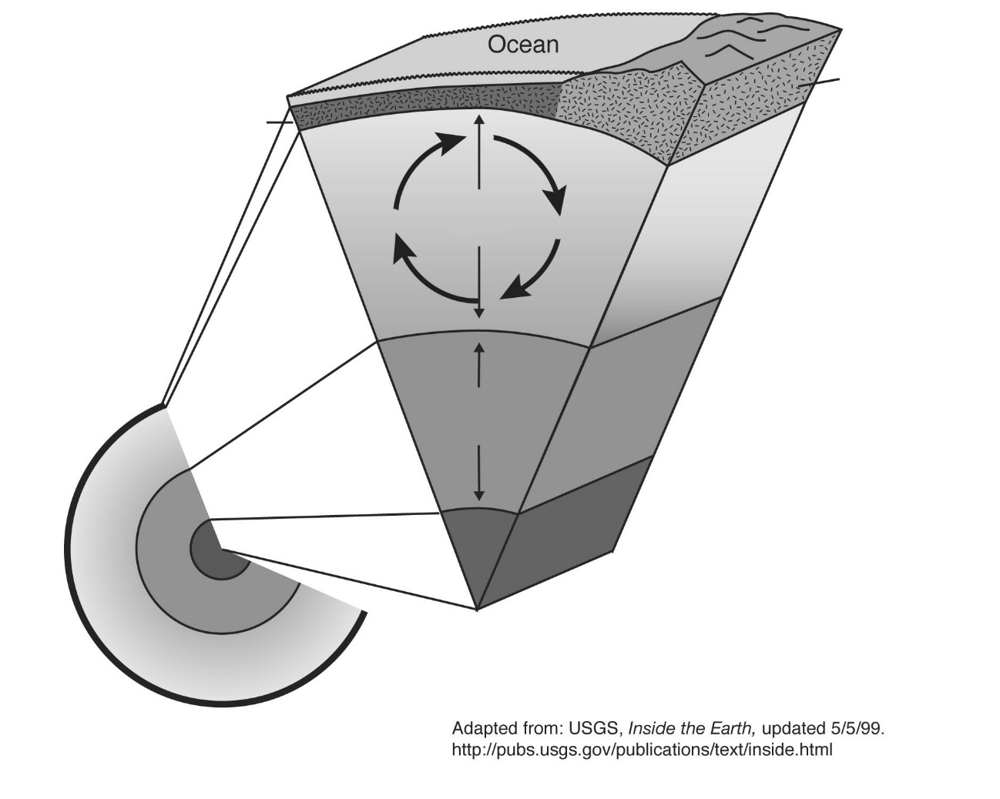 Ocean
Adapted from: USGS, Inside the Earth, updated 5/5/99.
http://pubs.usgs.gov/publications/text/inside.html